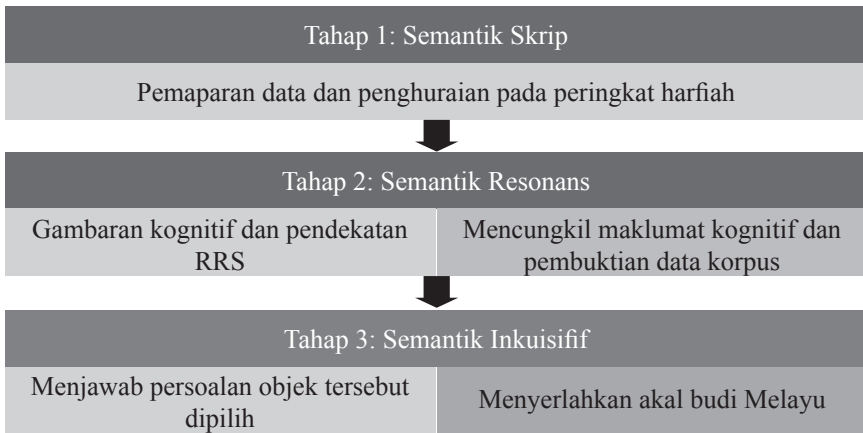 Tahap 1: Semantik Skrip
Pemaparan data dan penghuraian pada peringkat harfiah
Tahap 2: Semantik Resonans
Gambaran kognitif dan pendekatan
RRS
Mencungkil maklumat kognitif dan
pembuktian data korpus
Tahap 3: Semantik Inkuisifif
Menjawab persoalan objek tersebut
dipilih
Menyerlahkan akal budi Melayu